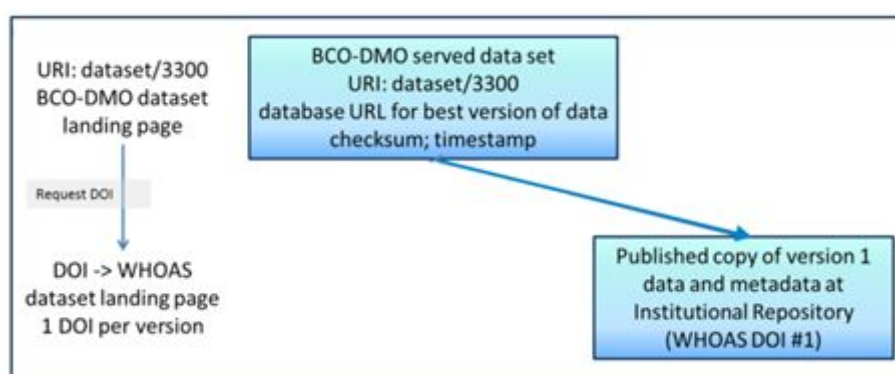 URI: dataset/3300
BCO-DMO dataset
landing page
Request DOI
DOI -> WHOAS
dataset landing page
1 DOI per version
BCO-DMO served data set
URI: dataset/3300
database URL for best version of data
checksum; timestamp
Published copy of version 1
data and metadata at
Institutional Repository
(WHOAS DOI #1)